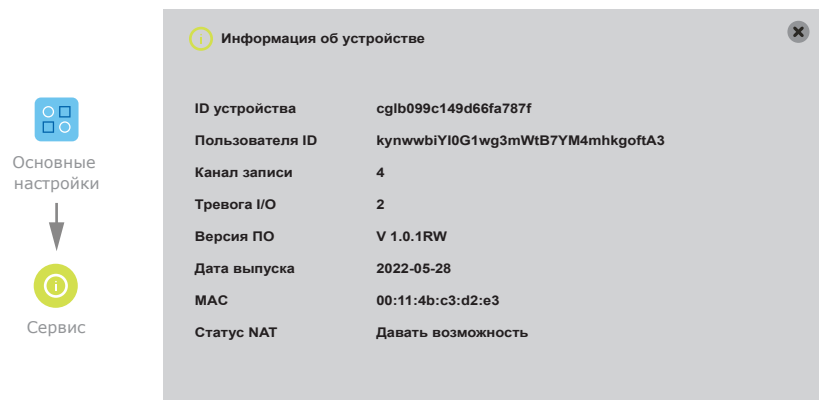 Информация об устройстве
ID устройства cglb099c149d66fa787f
Пользователя ID kynwwbiYI0G1wg3mWtB7YM4mhkgoftA3
Канал записи 4
Тревога I/O 2
Версия ПО V 1.0.1RW
Дата выпуска 2022-05-28
MAC 00:11:4b:c3:d2:e3
Статус NAT Давать возможность
Основные
настройки
Сервис